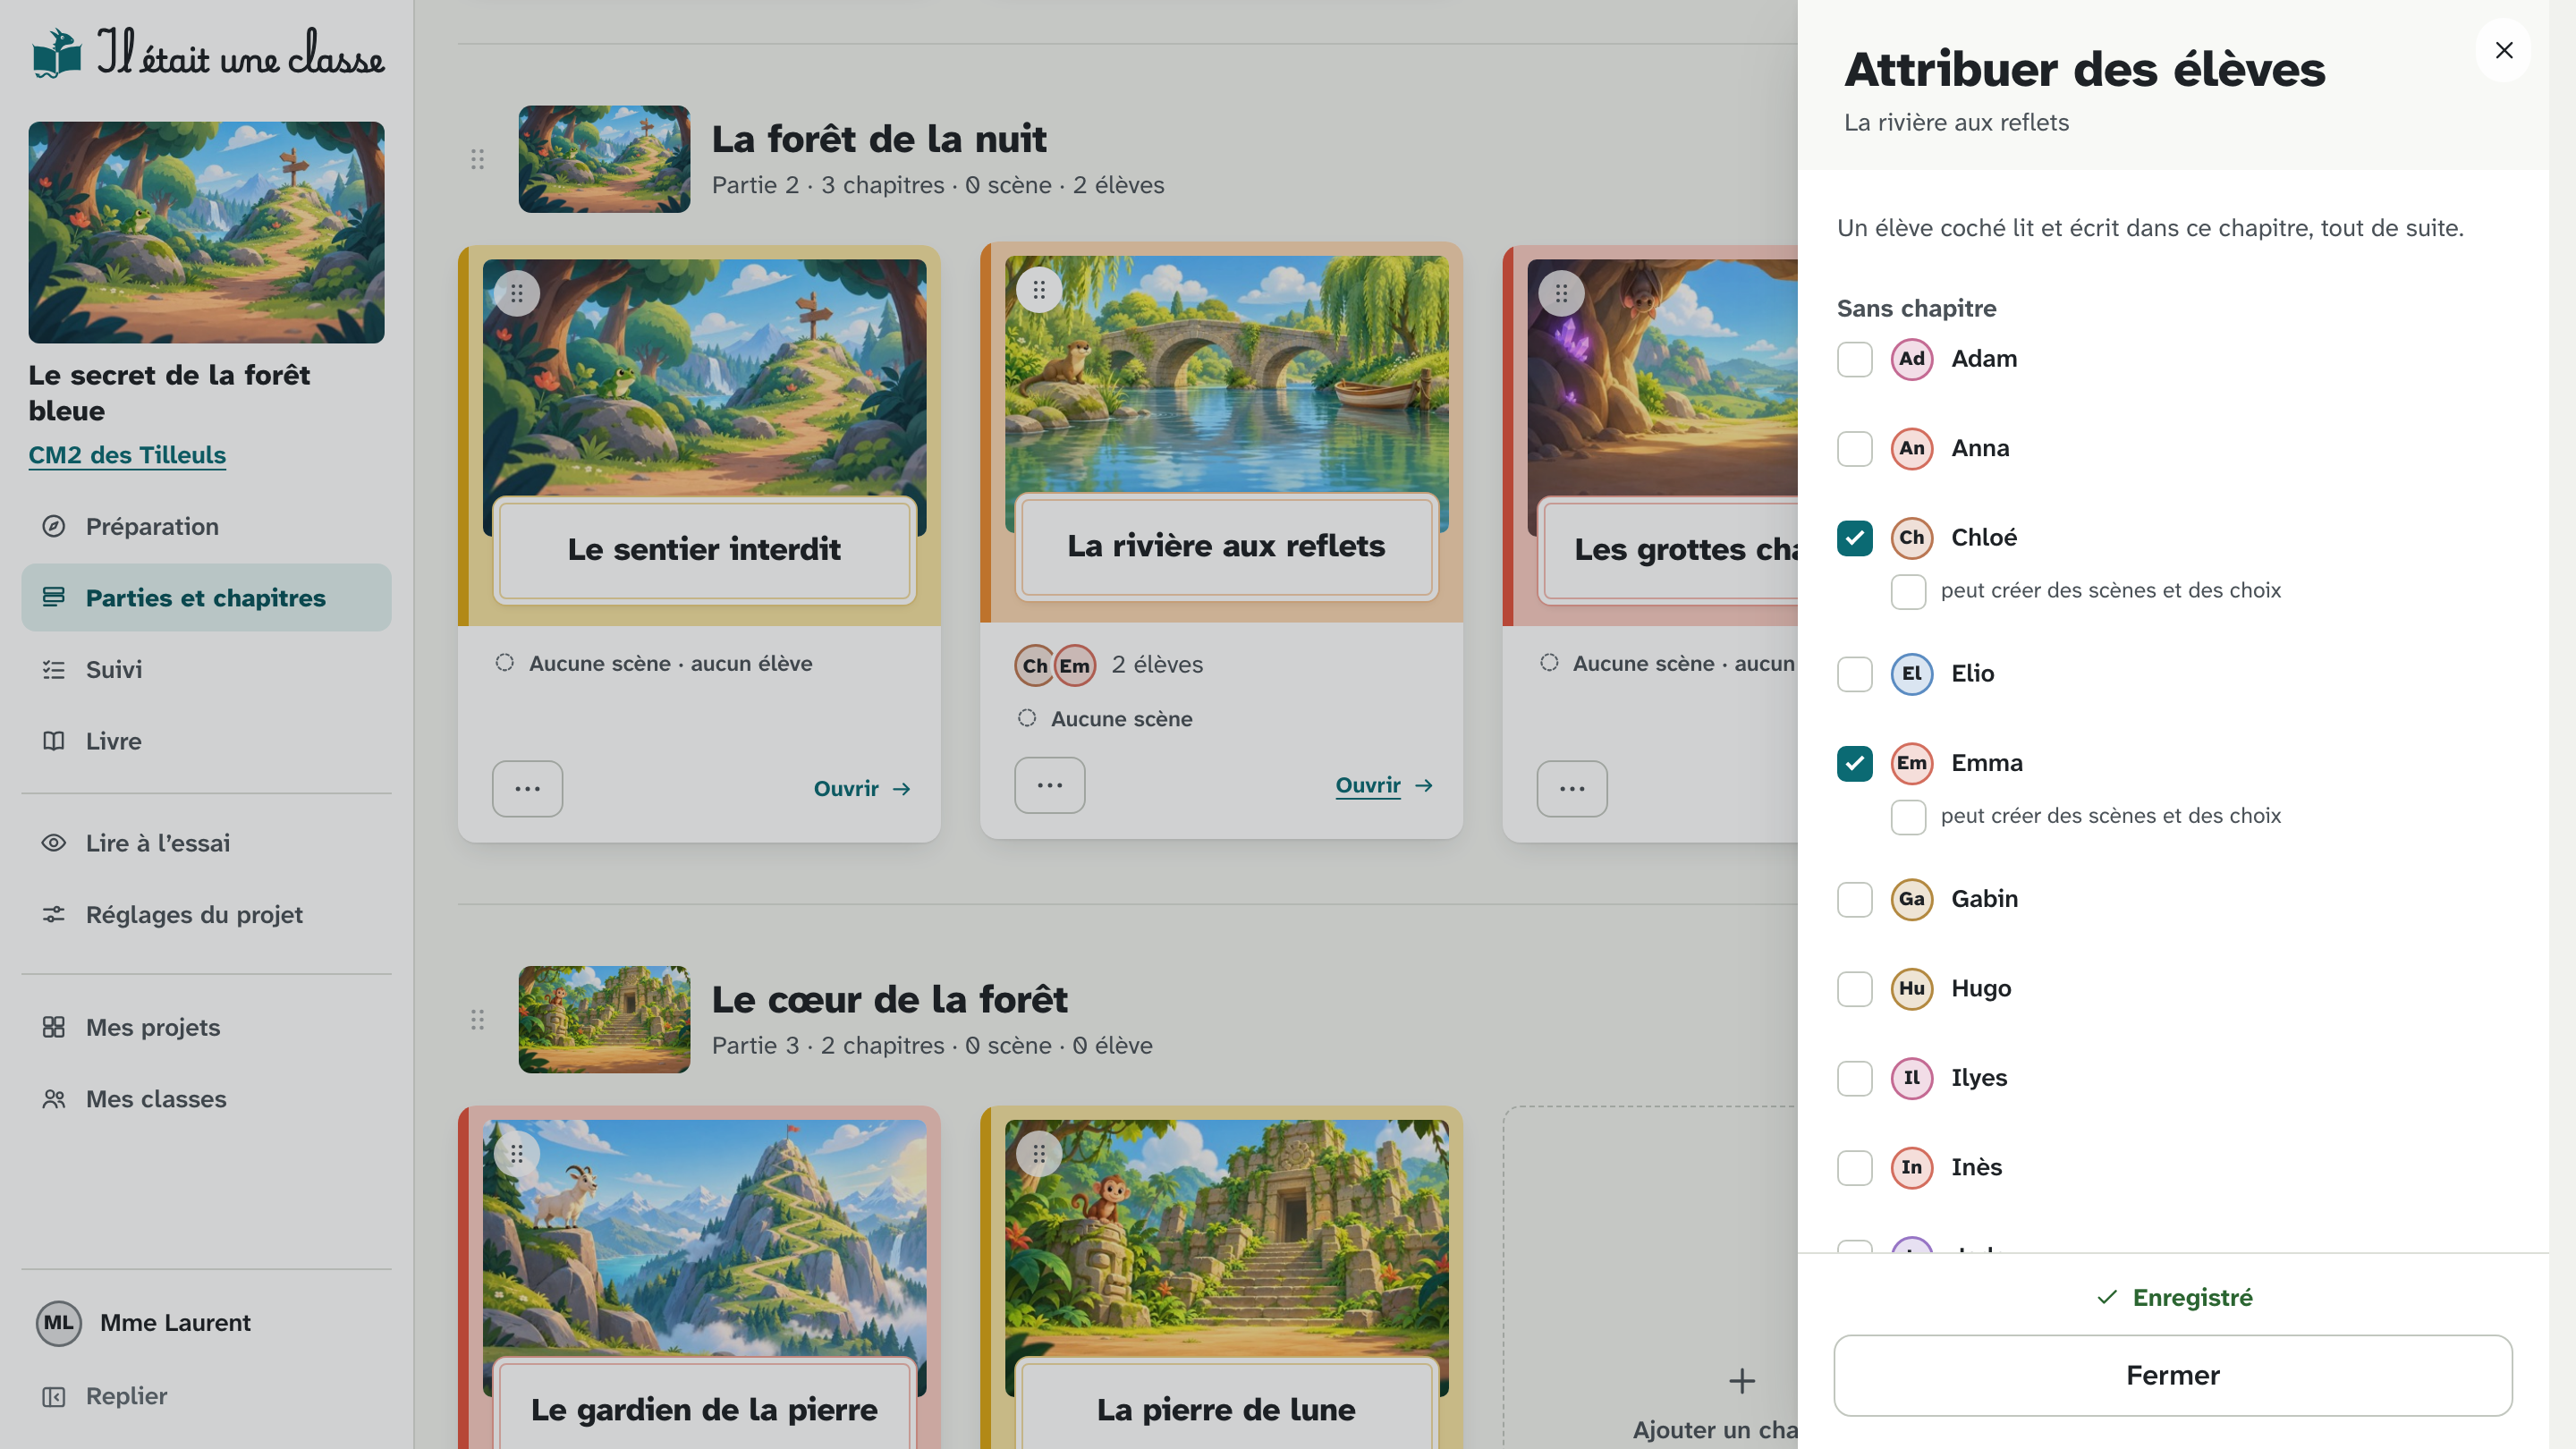 Il était une classe
Le secret de la forêt
bleue
CM2 des Tilleuls
Préparation
Parties et chapitres
Suivi
Livre
Lire à l’essai
Réglages du projet
Mes projets
Mes classes
ML Mme Laurent
Replier
La forêt de la nuit
Partie 2 · 3 chapitres · 0 scène · 2 élèves
Le sentier interdit
Aucune scène · aucun élève
... Ouvrir →
La rivière aux reflets
Ch Em 2 élèves
Aucune scène
... Ouvrir →
Les grottes cha
Aucune scène · aucun
...
Le cœur de la forêt
Partie 3 · 2 chapitres · 0 scène · 0 élève
Le gardien de la pierre
La pierre de lune
+
Ajouter un cha
Attribuer des élèves
La rivière aux reflets
Un élève coché lit et écrit dans ce chapitre, tout de suite.
Sans chapitre
Ad Adam
An Anna
Ch Chloé
peut créer des scènes et des choix
El Elio
Em Emma
peut créer des scènes et des choix
Ga Gabin
Hu Hugo
Il Ilyes
In Inès
Enregistré
Fermer